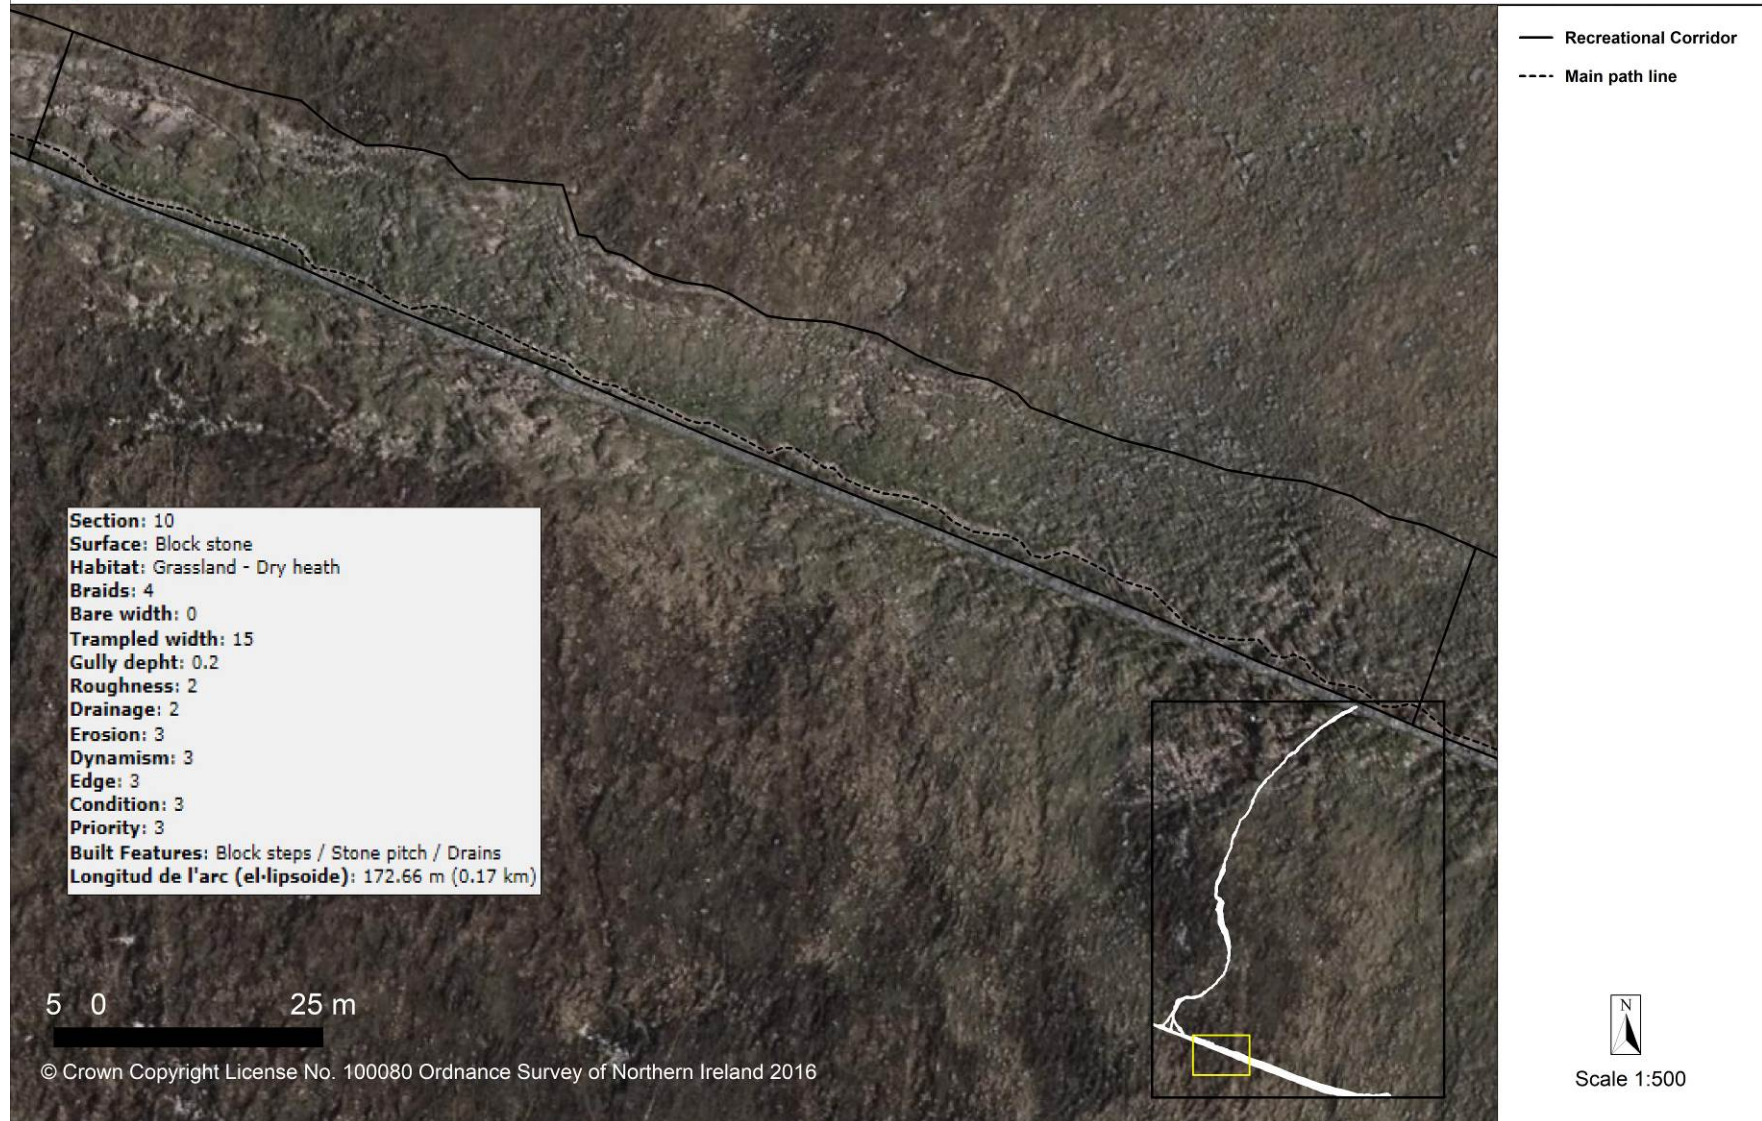 Recreational Corridor
Main path line
Section: 10
Surface: Block stone
Habitat: Grassland - Dry heath
Braids: 4
Bare width: 0
Trampled width: 15
Gully depht: 0.2
Roughness: 2
Drainage: 2
Erosion: 3
Dynamism: 3
Edge: 3
Condition: 3
Priority: 3
Built Features: Block steps / Stone pitch / Drains
Longitud de l'arc (el·lipsoide): 172.66 m (0.17 km)
5 0 25 m
© Crown Copyright License No. 100080 Ordnance Survey of Northern Ireland 2016
N
Scale 1:500